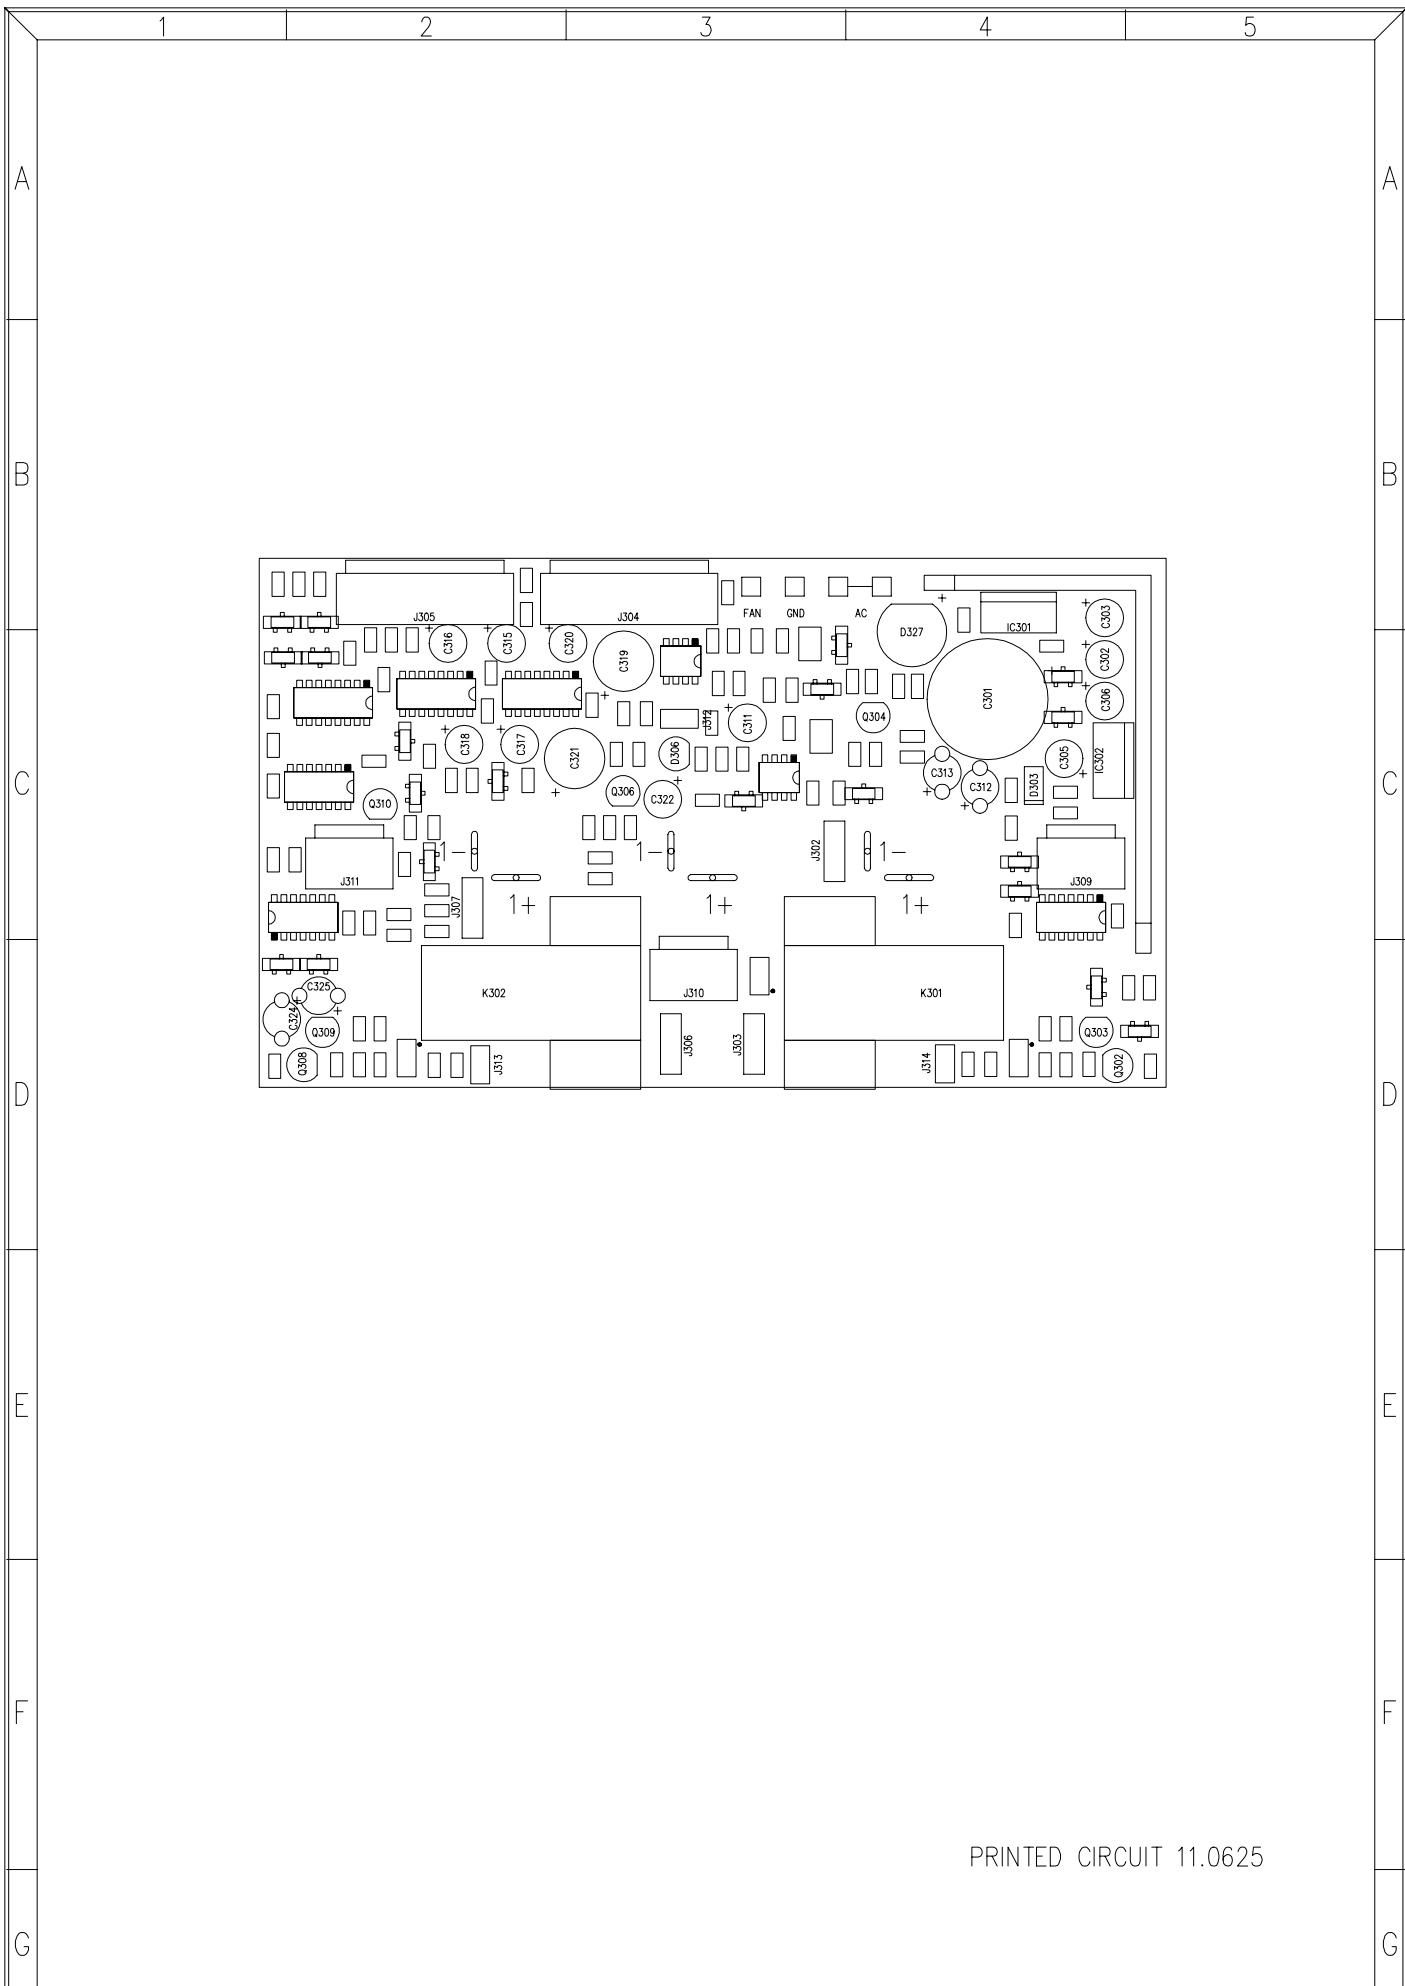 1 2 3 4 5
A A
B B
J305 J304 FAN GND AC IC301 C303
C316 C315 C320 C319 D327 C302
C301 C306
J312 C311 Q304
C318 C317 C321 D306 C305 IC302
C C
Q310 Q306 C322 C313 C312 D303
1- 1- J302 1-
J311 J309
J307 1+ 1+ 1+
C325 K302 J310 K301
C324 Q309 Q303
Q308 J313 J306 J303 J314 Q302
D D
E E
F F
PRINTED CIRCUIT 11.0625
G G